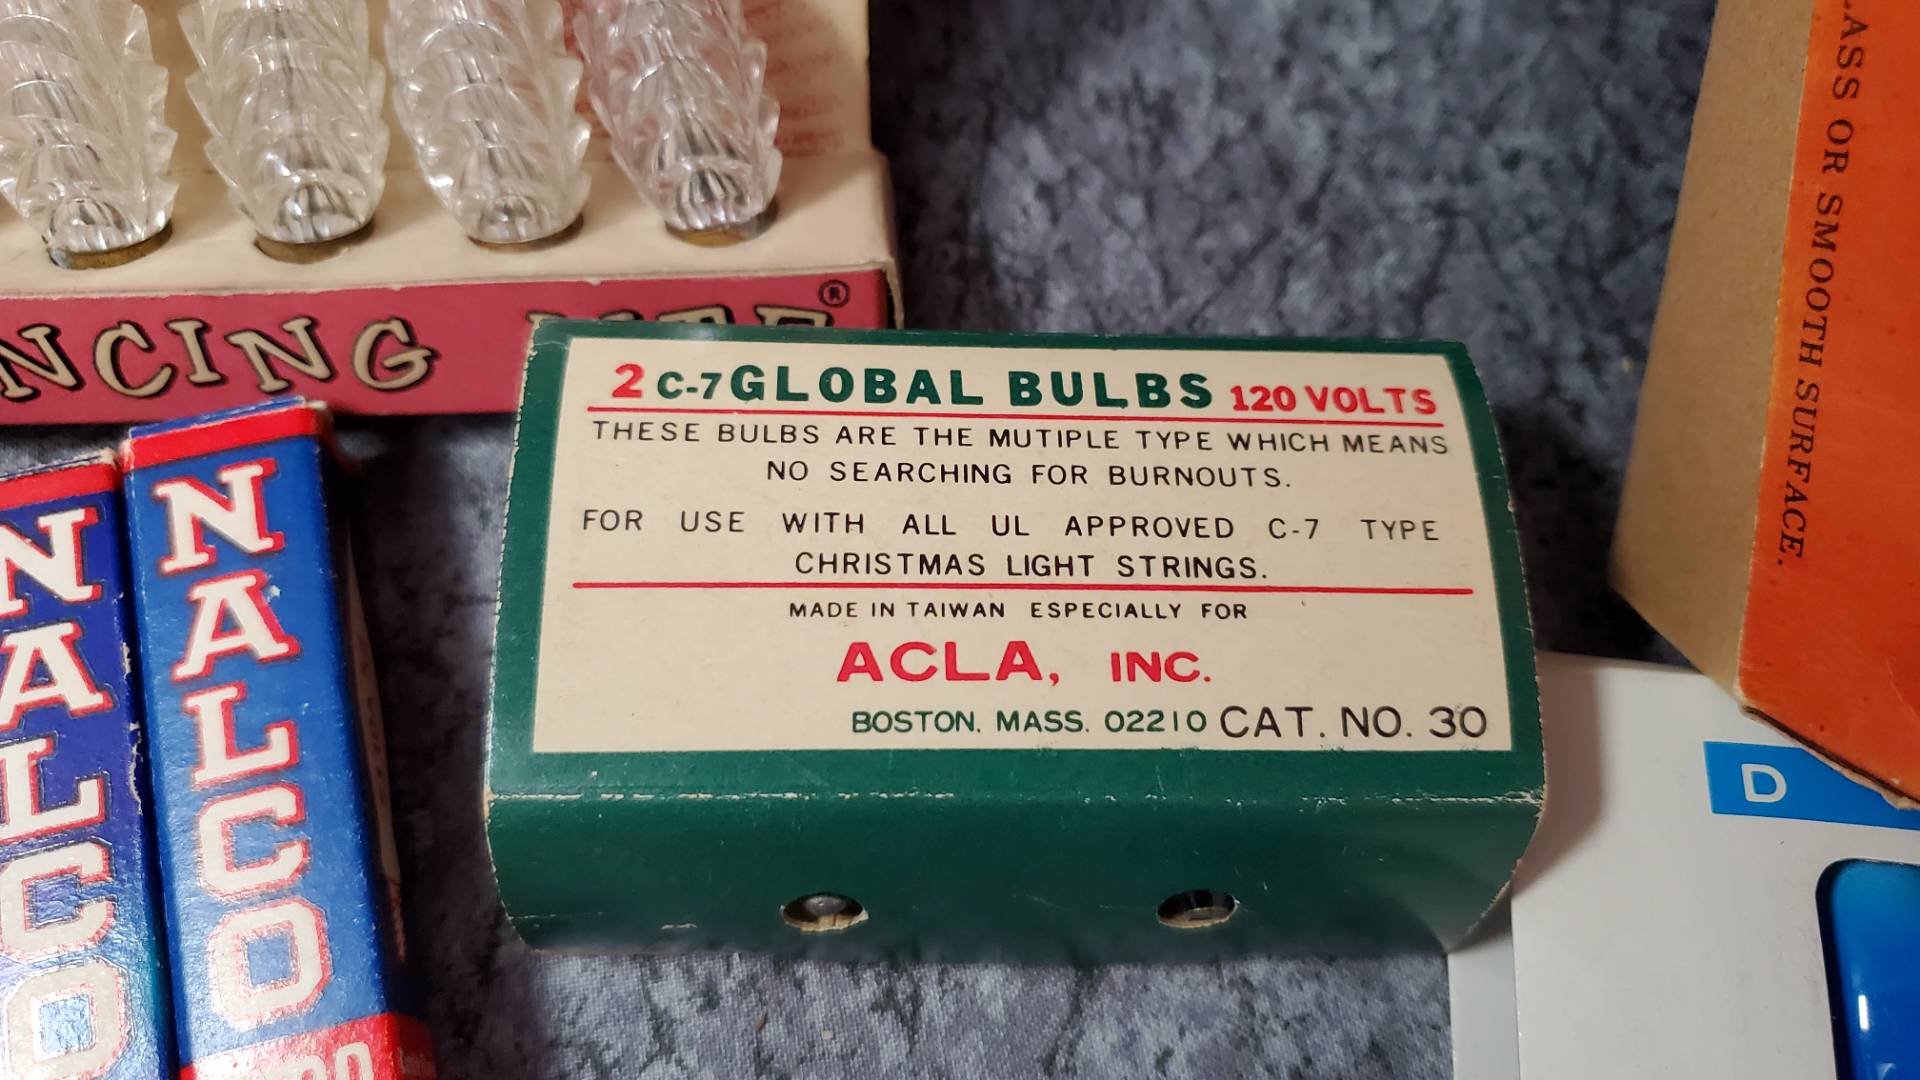 NCING
®
NALCO
NALCO
2 C-7 GLOBAL BULBS 120 VOLTS
THESE BULBS ARE THE MUTIPLE TYPE WHICH MEANS
NO SEARCHING FOR BURNOUTS.
FOR USE WITH ALL UL APPROVED C-7 TYPE
CHRISTMAS LIGHT STRINGS.
MADE IN TAIWAN ESPECIALLY FOR
ACLA, INC.
BOSTON. MASS. 02210 CAT. NO. 30
LASS OR SMOOTH SURFACE.
D